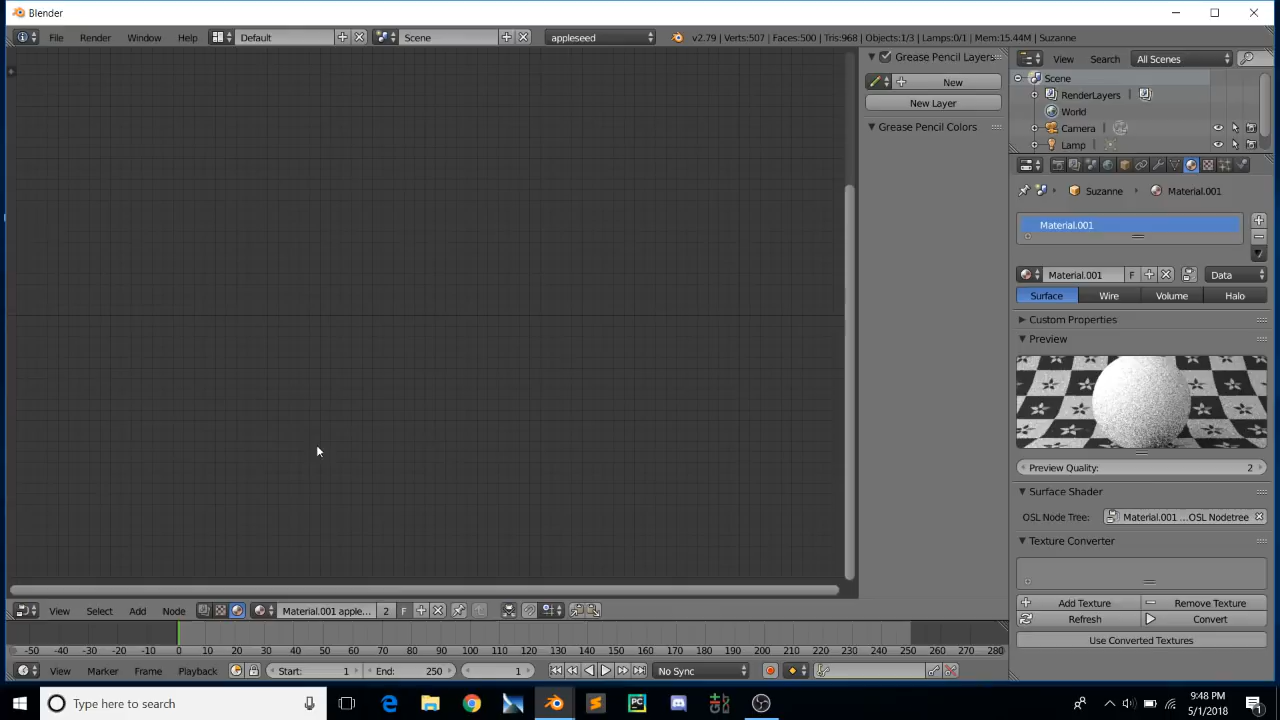 Blender
File Render Window Help Default Scene appleseed v2.79 | Verts:507 | Faces:500 | Tris:968 | Objects:1/3 | Lamps:0/1 | Mem:15.44M | Suzanne
Grease Pencil Layers
New
New Layer
Grease Pencil Colors
View Search All Scenes
Scene
RenderLayers
World
Camera
Lamp
Suzanne Material.001
Material.001
Material.001 F Data
Surface Wire Volume Halo
Custom Properties
Preview
Preview Quality: 2
Surface Shader
OSL Node Tree: Material.001 ...OSL Nodetree
Texture Converter
Add Texture Remove Texture
Refresh Convert
Use Converted Textures
View Select Add Node Material.001 apple... 2 F
-50 -40 -30 -20 -10 0 10 20 30 40 50 60 70 80 90 100 110 120 130 140 150 160 170 180 190 200 210 220 230 240 250 260 270 280
View Marker Frame Playback Start: 1 End: 250 1 No Sync
Type here to search
9:48 PM
5/1/2018
1